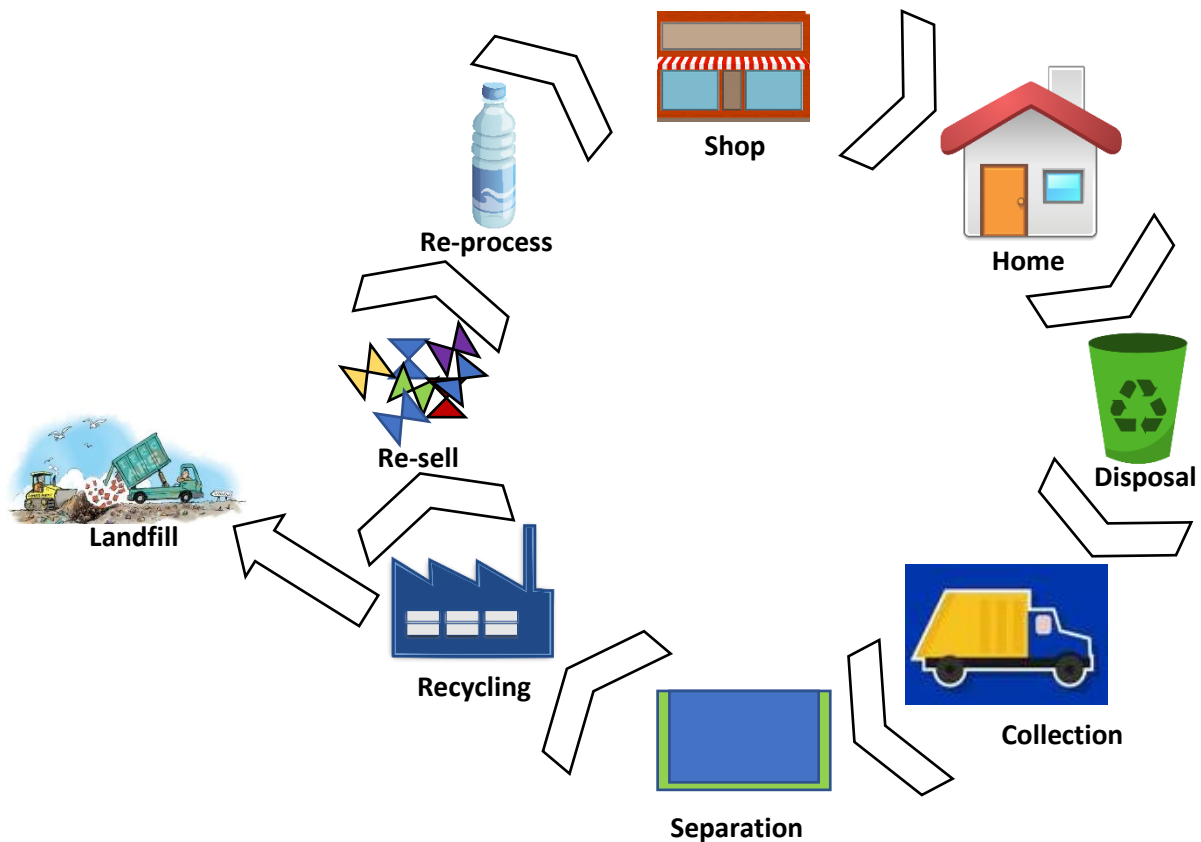 Shop
Re-process
Home
Re-sell
Disposal
Landfill
Recycling
Collection
Separation